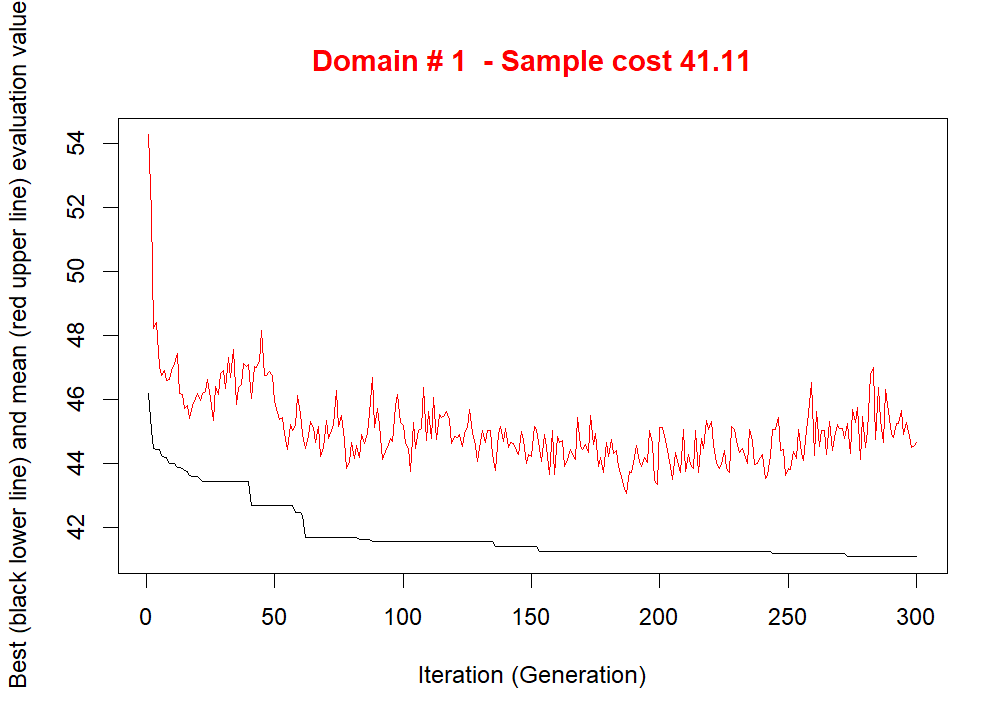 Domain # 1  - Sample cost 41.11
Best (black lower line) and mean (red upper line) evaluation value
54
52
50
48
46
44
42
0 50 100 150 200 250 300
Iteration (Generation)